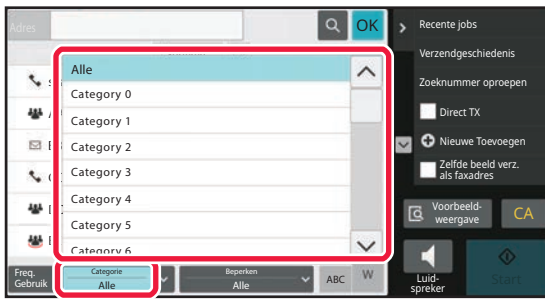 Adres
OK
Alle
Category 0
Category 1
Category 2
Category 3
Category 4
Category 5
Category 6
Freq.
Gebruik
Categorie
Alle
Beperken
Alle
ABC
W
Recente jobs
Verzendgeschiedenis
Zoeknummer oproepen
Direct TX
Nieuwe Toevoegen
Zelfde beeld verz.
als faxadres
Voorbeeld-
weergave
CA
Luid-
spreker
Start